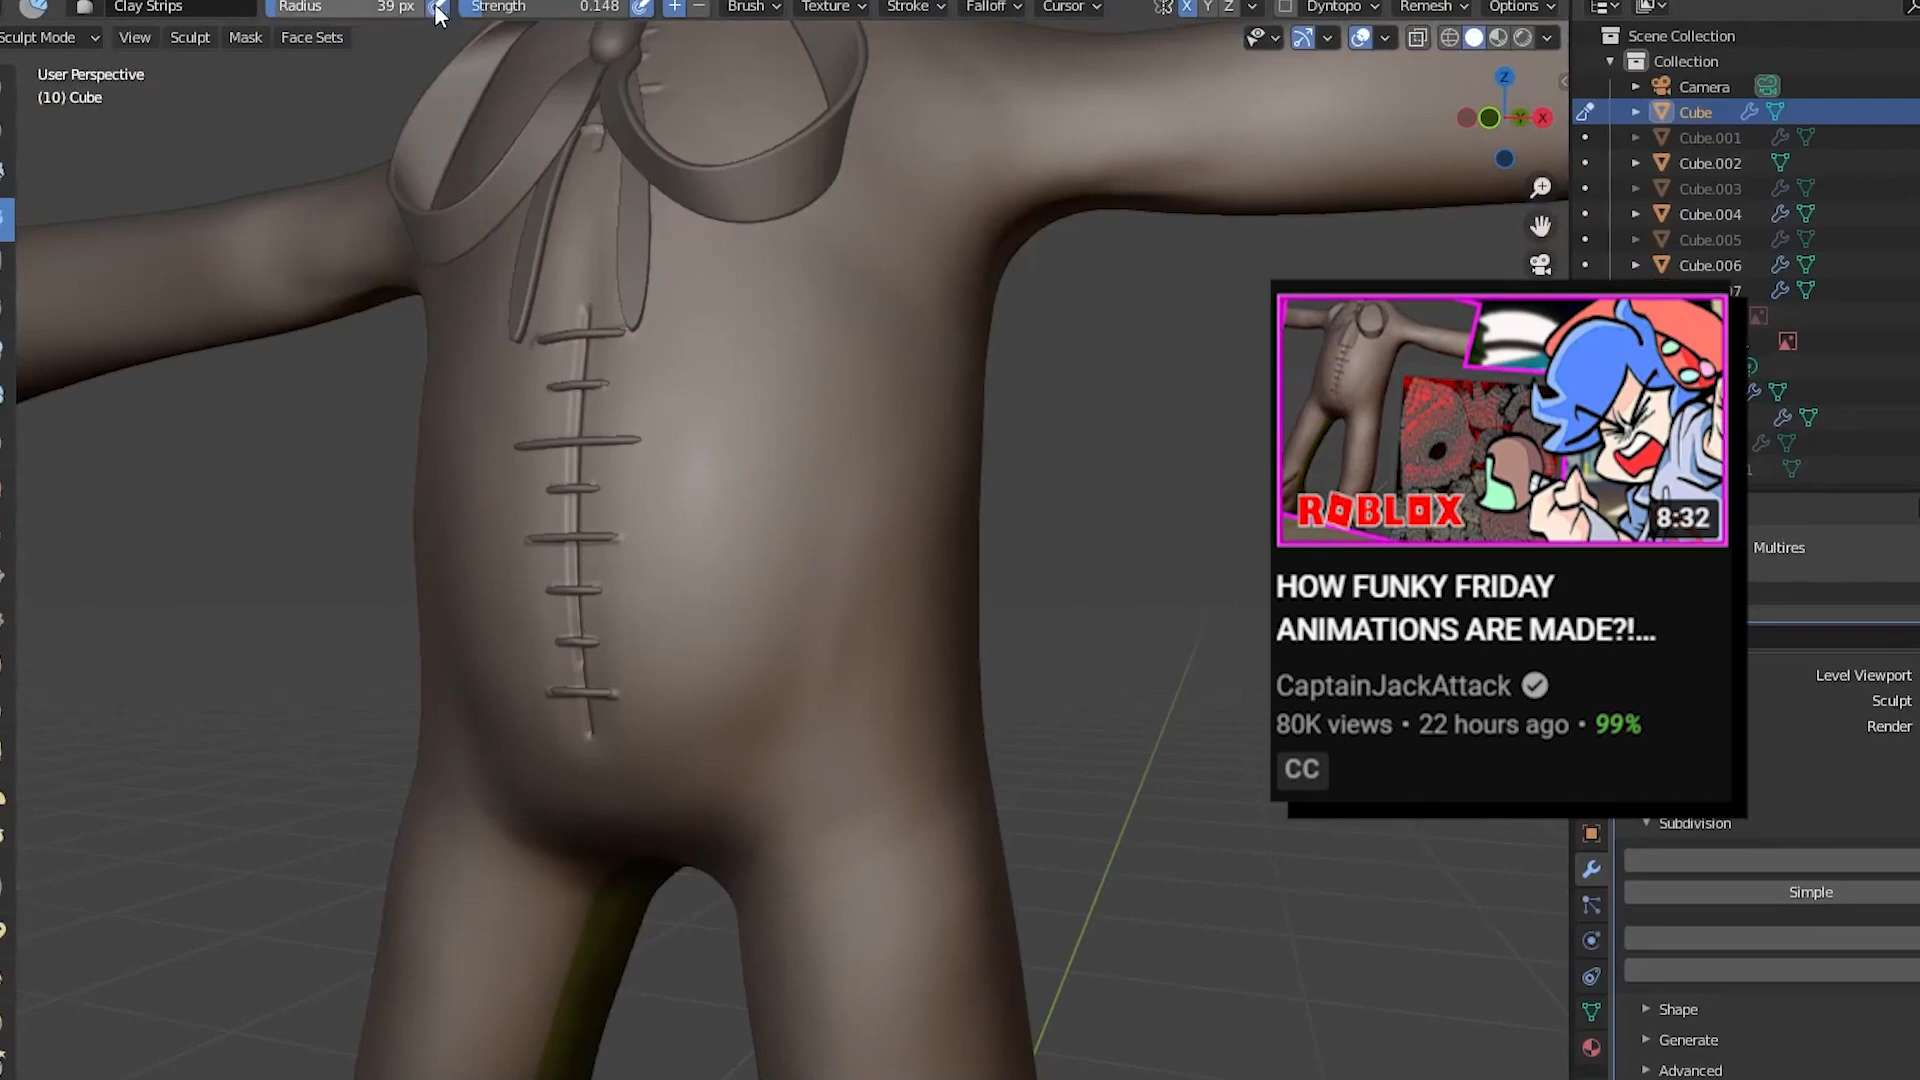 Clay Strips
Radius 39 px
Strength 0.148
Brush
Texture
Stroke
Falloff
Cursor
X Y Z
Dyntopo
Remesh
Options
Sculpt Mode
View
Sculpt
Mask
Face Sets
User Perspective
(10) Cube
Z
Y
X
Scene Collection
Collection
Camera
Cube
Cube.001
Cube.002
Cube.003
Cube.004
Cube.005
Cube.006
ROBLOX
8:32
HOW FUNKY FRIDAY
ANIMATIONS ARE MADE?!...
CaptainJackAttack
80K views • 22 hours ago • 99%
CC
Multires
Level Viewport
Sculpt
Render
Subdivision
Simple
Shape
Generate
Advanced